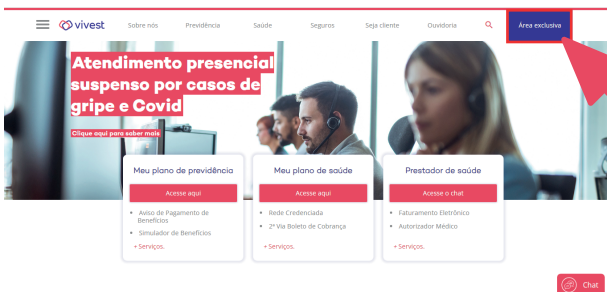 vivest
Sobre nós
Previdência
Saúde
Seguros
Seja cliente
Ouvidoria
Área exclusiva
Atendimento presencial
suspenso por casos de
gripe e Covid
Clique aqui para saber mais
Meu plano de previdência
Acesse aqui
• Aviso de Pagamento de
Benefícios
• Simulador de Benefícios
+ Serviços.
Meu plano de saúde
Acesse aqui
• Rede Credenciada
• 2ª Via Boleto de Cobrança
+ Serviços.
Prestador de saúde
Acesse o chat
• Faturamento Eletrônico
• Autorizador Médico
+ Serviços.
Chat